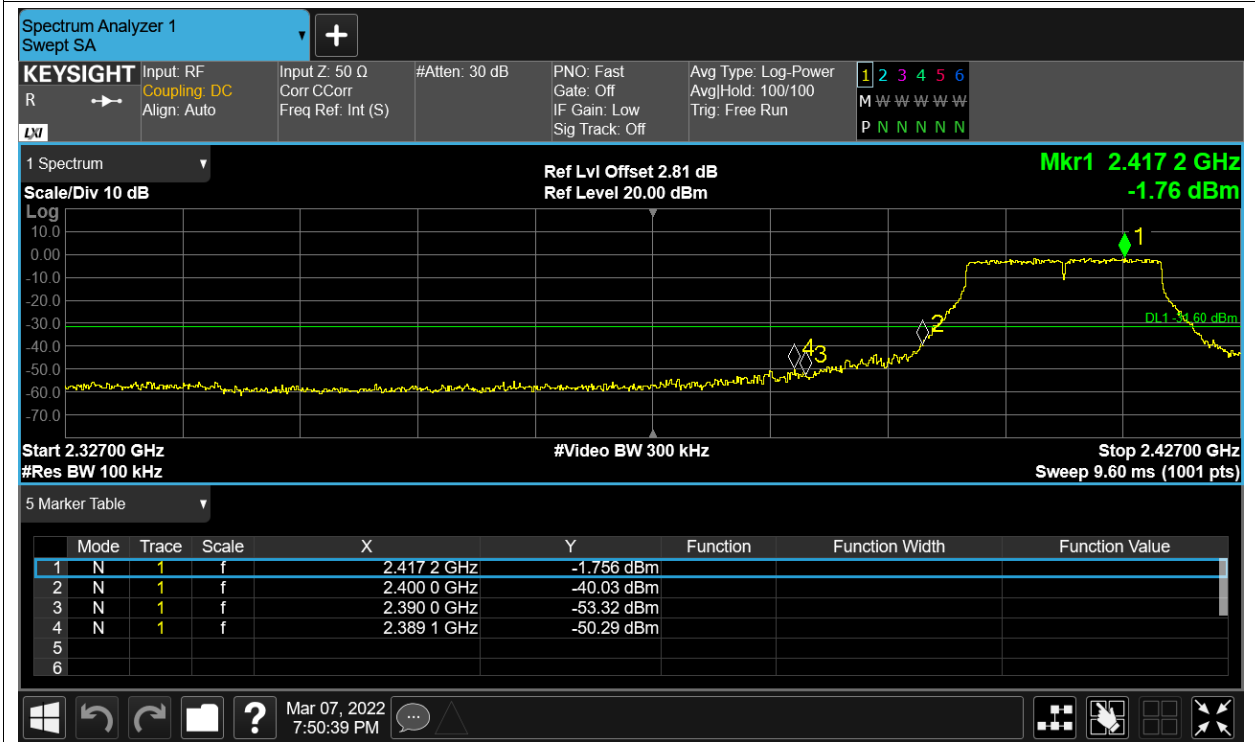 Spectrum Analyzer 1
Swept SA
+
KEYSIGHT Input: RF Input Z: 50 Ω #Atten: 30 dB PNO: Fast Avg Type: Log-Power 1 2 3 4 5 6
R Coupling: DC Corr CCorr Gate: Off Avg|Hold: 100/100 M W W W W W
Align: Auto Freq Ref: Int (S) IF Gain: Low Trig: Free Run
LXI Sig Track: Off P N N N N N
1 Spectrum Ref Lvl Offset 2.81 dB Mkr1 2.417 2 GHz
Scale/Div 10 dB Ref Level 20.00 dBm -1.76 dBm
Log
10.0
1
0.00
-10.0
-20.0
-30.0
2
DL1 -31.60 dBm
-40.0
4 3
-50.0
-60.0
-70.0
Start 2.32700 GHz #Video BW 300 kHz Stop 2.42700 GHz
#Res BW 100 kHz Sweep 9.60 ms (1001 pts)
5 Marker Table
Mode Trace Scale X Y Function Function Width Function Value
1 N 1 f 2.417 2 GHz -1.756 dBm
2 N 1 f 2.400 0 GHz -40.03 dBm
3 N 1 f 2.390 0 GHz -53.32 dBm
4 N 1 f 2.389 1 GHz -50.29 dBm
5
6
? Mar 07, 2022
7:50:39 PM